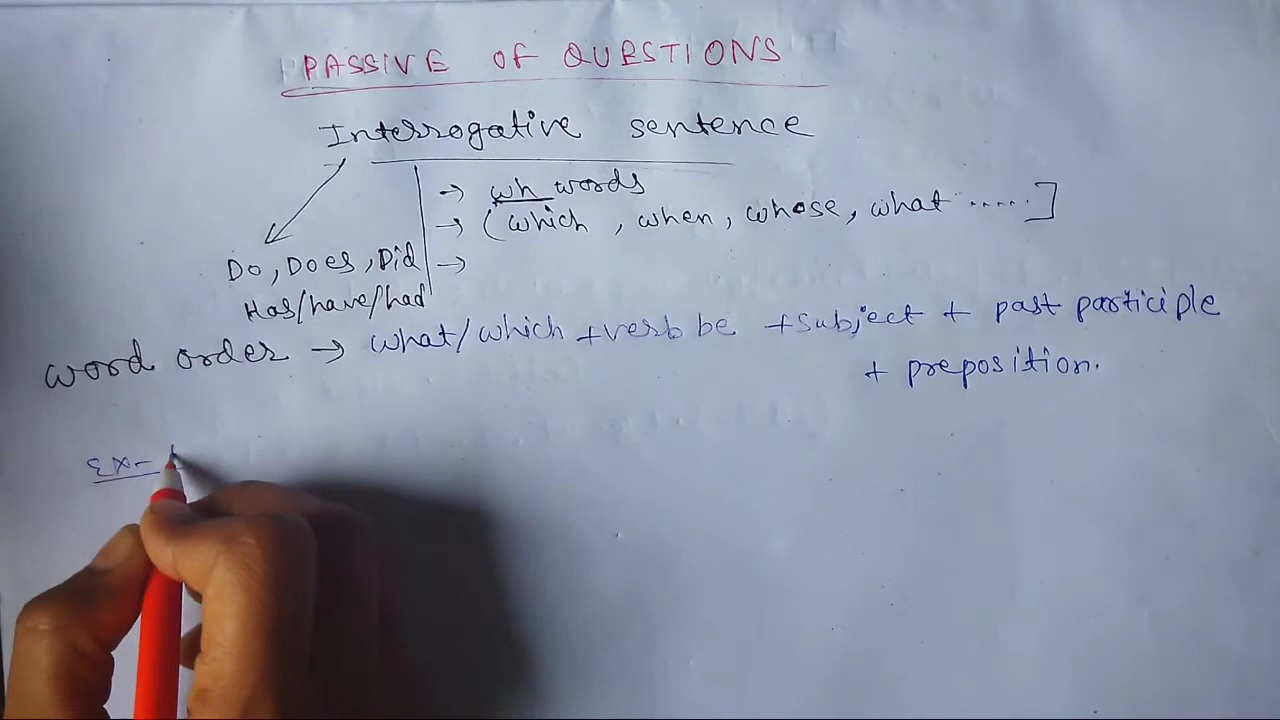 PASSIVE OF QUESTIONS
Interrogative sentence
→ wh words
→ (which, when, whose, what .....]
Do, Does, Did →
Has/have/had
word order → what/which +verb be +subject + past participle
+ preposition.
Ex-